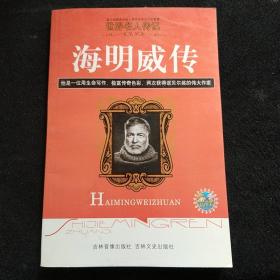 世界名人传记
海明威传
他是一位用生命写作、极富传奇色彩、两次获得诺贝尔奖的伟大作家
HAIMINGWEIZHUAN
SHIJIEMINGREN
ZHUANJI
吉林音像出版社 吉林文史出版社